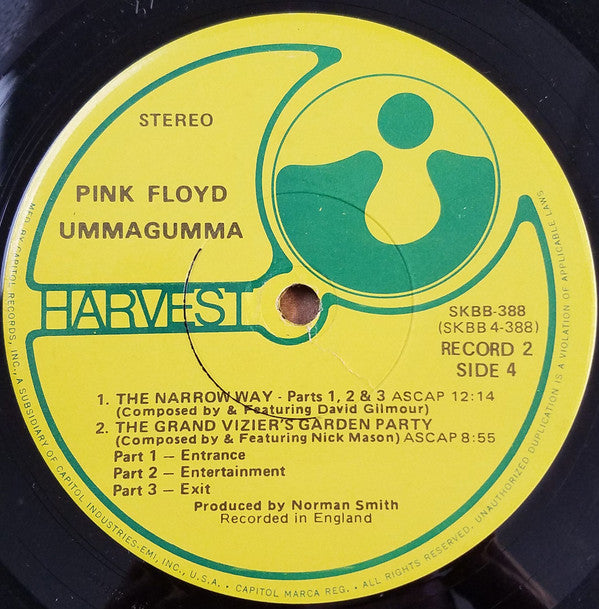 STEREO
PINK FLOYD
UMMAGUMMA
HARVEST
SKBB-388
(SKBB 4-388)
RECORD 2
SIDE 4
1. THE NARROW WAY - Parts 1, 2 & 3 ASCAP 12:14
(Composed by & Featuring David Gilmour)
2. THE GRAND VIZIER'S GARDEN PARTY
(Composed by & Featuring Nick Mason) ASCAP 8:55
Part 1 — Entrance
Part 2 — Entertainment
Part 3 — Exit
Produced by Norman Smith
Recorded in England
MFD. BY CAPITOL RECORDS, INC., A SUBSIDIARY OF CAPITOL INDUSTRIES-EMI, INC., U.S.A. • CAPITOL MARCA REG. • ALL RIGHTS RESERVED. UNAUTHORIZED DUPLICATION IS A VIOLATION OF APPLICABLE LAWS